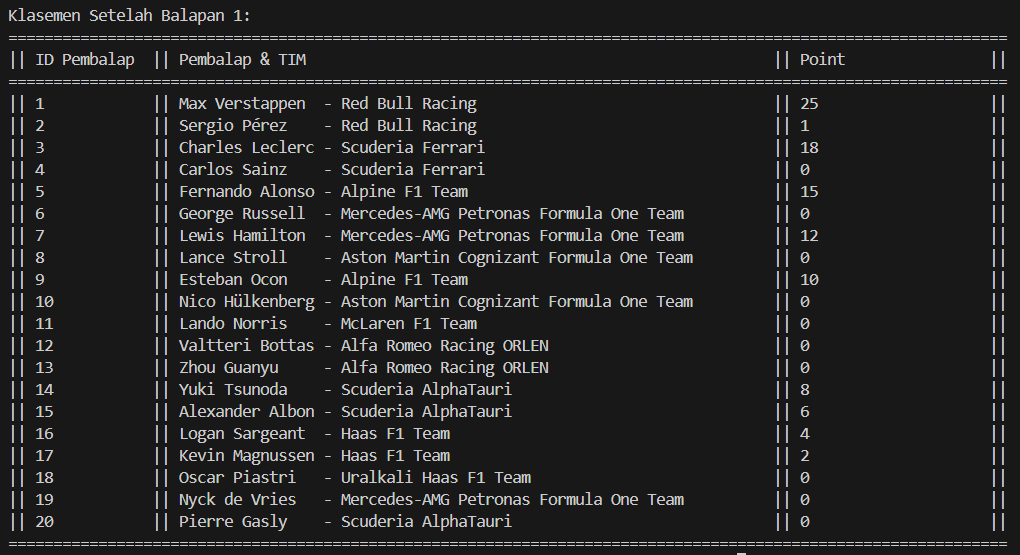 Klasemen Setelah Balapan 1:
===============================================================================================================
|| ID Pembalap  || Pembalap & TIM                                                    || Point                ||
===============================================================================================================
|| 1            || Max Verstappen  - Red Bull Racing                                 || 25                   ||
|| 2            || Sergio Pérez    - Red Bull Racing                                 || 1                    ||
|| 3            || Charles Leclerc - Scuderia Ferrari                                || 18                   ||
|| 4            || Carlos Sainz    - Scuderia Ferrari                                || 0                    ||
|| 5            || Fernando Alonso - Alpine F1 Team                                  || 15                   ||
|| 6            || George Russell  - Mercedes-AMG Petronas Formula One Team          || 0                    ||
|| 7            || Lewis Hamilton  - Mercedes-AMG Petronas Formula One Team          || 12                   ||
|| 8            || Lance Stroll    - Aston Martin Cognizant Formula One Team         || 0                    ||
|| 9            || Esteban Ocon    - Alpine F1 Team                                  || 10                   ||
|| 10           || Nico Hülkenberg - Aston Martin Cognizant Formula One Team         || 0                    ||
|| 11           || Lando Norris    - McLaren F1 Team                                 || 0                    ||
|| 12           || Valtteri Bottas - Alfa Romeo Racing ORLEN                         || 0                    ||
|| 13           || Zhou Guanyu     - Alfa Romeo Racing ORLEN                         || 0                    ||
|| 14           || Yuki Tsunoda    - Scuderia AlphaTauri                             || 8                    ||
|| 15           || Alexander Albon - Scuderia AlphaTauri                             || 6                    ||
|| 16           || Logan Sargeant  - Haas F1 Team                                    || 4                    ||
|| 17           || Kevin Magnussen - Haas F1 Team                                    || 2                    ||
|| 18           || Oscar Piastri   - Uralkali Haas F1 Team                           || 0                    ||
|| 19           || Nyck de Vries   - Mercedes-AMG Petronas Formula One Team          || 0                    ||
|| 20           || Pierre Gasly    - Scuderia AlphaTauri                             || 0                    ||
===============================================================================================================